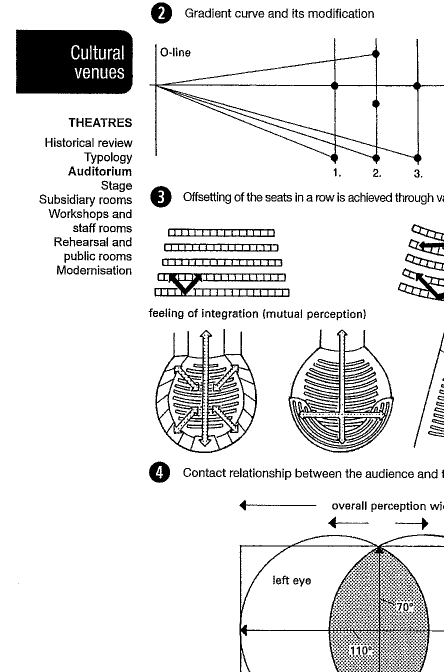 2 Gradient curve and its modification
Cultural
venues
O-line
THEATRES
Historical review
Typology
Auditorium
Stage
Subsidiary rooms
Workshops and
staff rooms
Rehearsal and
public rooms
Modernisation
1. 2. 3.
3 Offsetting of the seats in a row is achieved through
feeling of integration (mutual perception)
4 Contact relationship between the audience and
overall perception
left eye
70°
110°